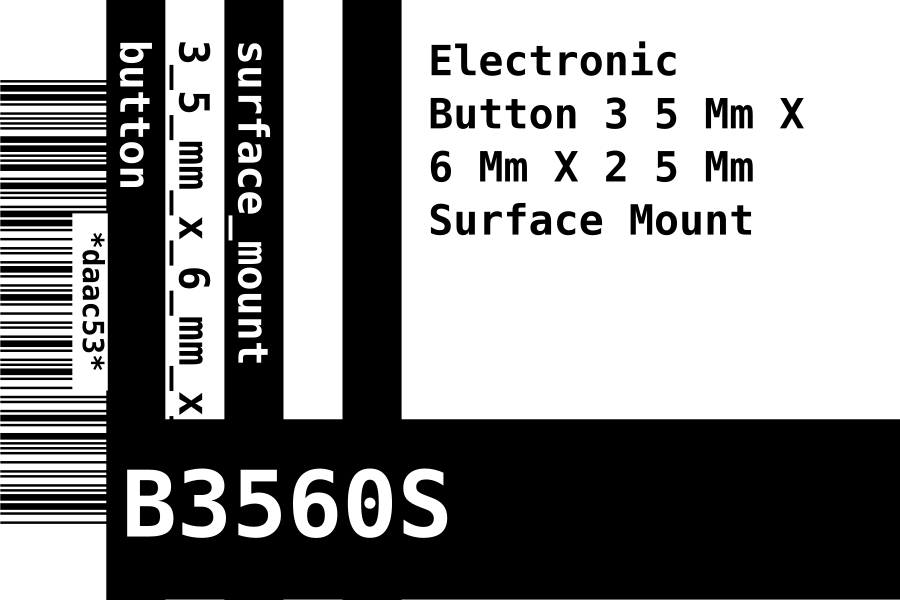 *daac53*
button
3_5_mm_x_6_mm_x
surface_mount
Electronic
Button 3 5 Mm X
6 Mm X 2 5 Mm
Surface Mount
B3560S